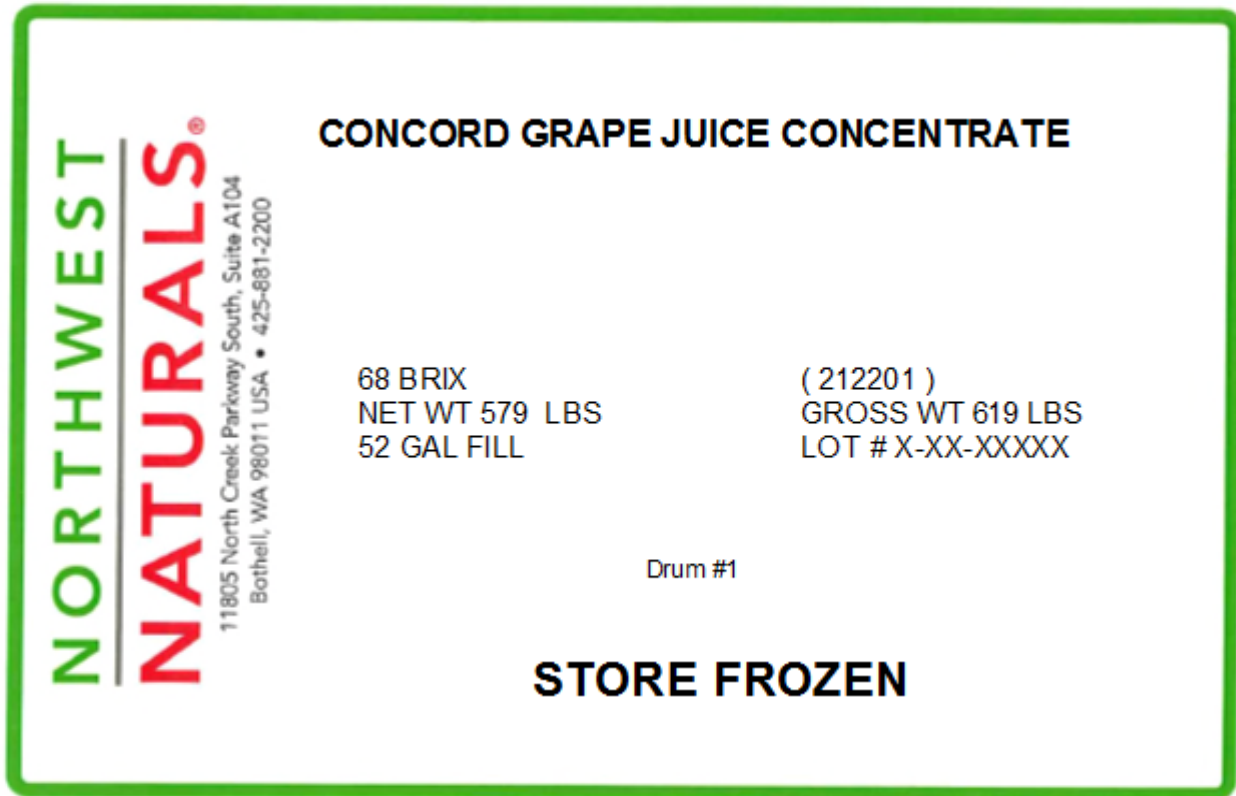 NORTHWEST
NATURALS®
11805 North Creek Parkway South, Suite A104
Bothell, WA 98011 USA • 425-881-2200
CONCORD GRAPE JUICE CONCENTRATE
68 BRIX
NET WT 579 LBS
52 GAL FILL
( 212201 )
GROSS WT 619 LBS
LOT # X-XX-XXXXX
Drum #1
STORE FROZEN